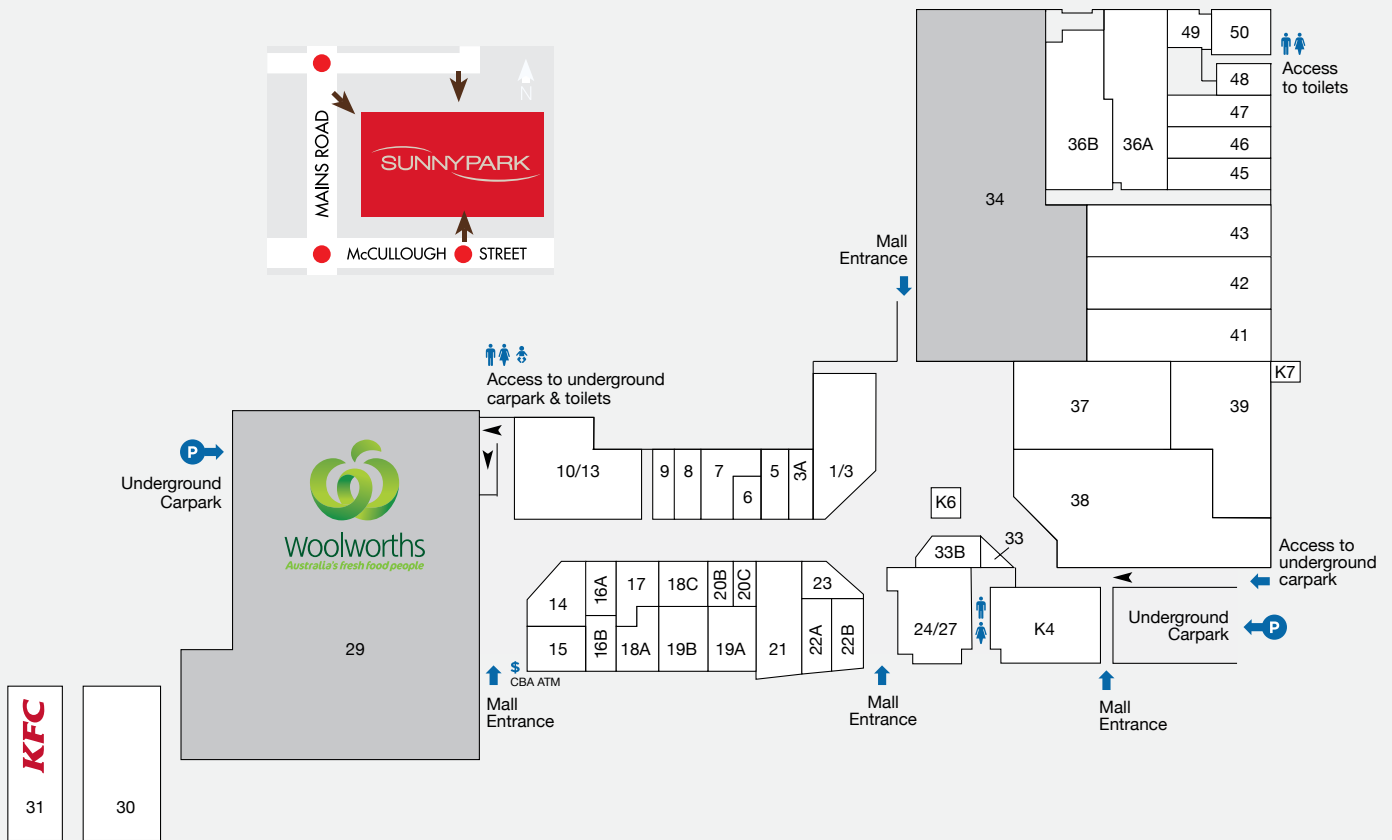 N
MAINS ROAD
SUNNYPARK
McCULLOUGH STREET
49
50
Access
to toilets
48
47
46
45
36B
36A
34
43
42
41
Mall
Entrance
K7
37
39
38
Access to underground
carpark & toilets
P
Underground
Carpark
Woolworths
Australia's fresh food people
29
10/13
9
8
7
6
5
3A
1/3
K6
33B
33
Access to
underground
carpark
14
16A
17
18C
20B
20C
23
15
16B
18A
19B
19A
21
22A
22B
24/27
K4
Underground
Carpark
P
$
CBA ATM
Mall
Entrance
Mall
Entrance
Mall
Entrance
KFC
31
30